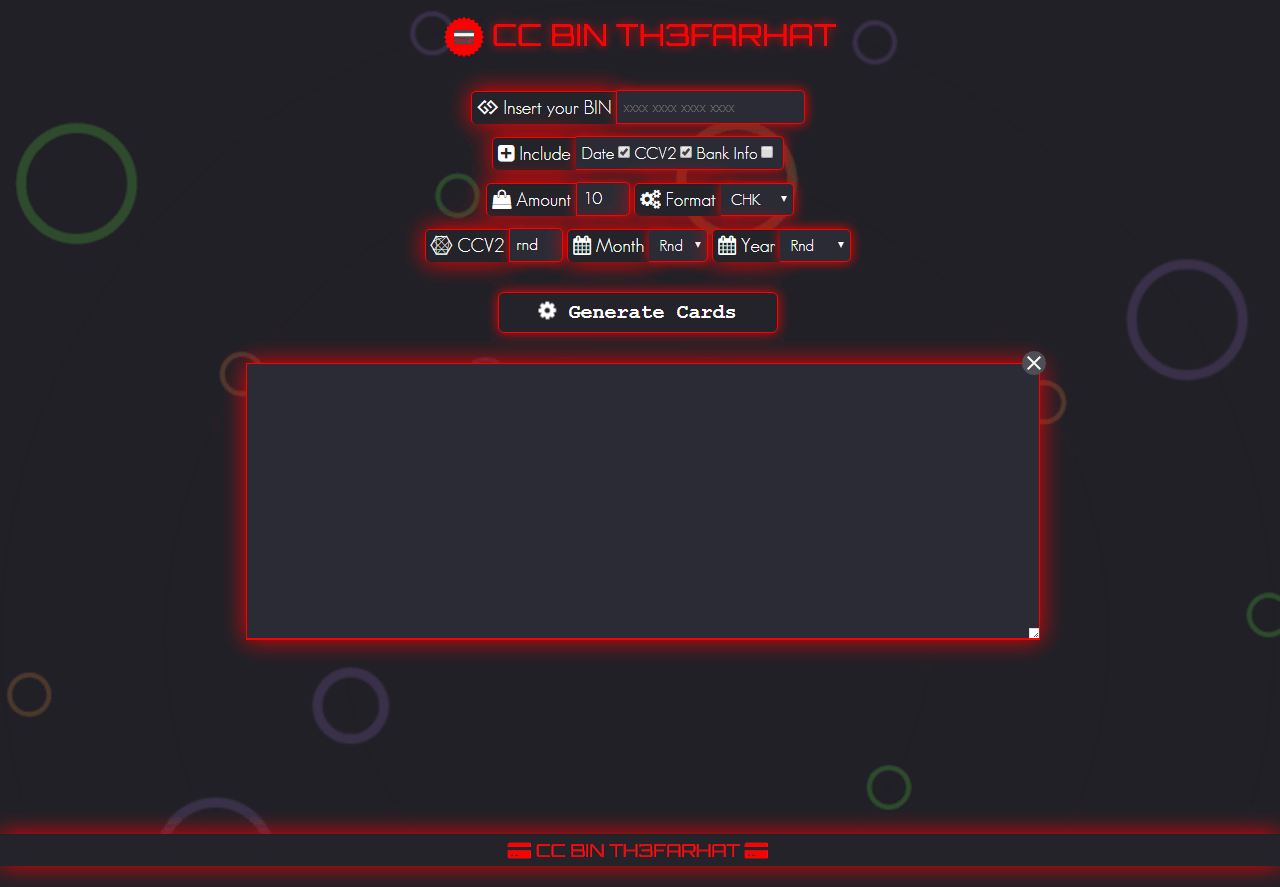 CC BIN TH3FARHAT
Insert your BIN xxxx xxxx xxxx xxxx
Include Date CCV2 Bank Info
Amount 10 Format CHK
CCV2 rnd Month Rnd Year Rnd
Generate Cards
CC BIN TH3FARHAT